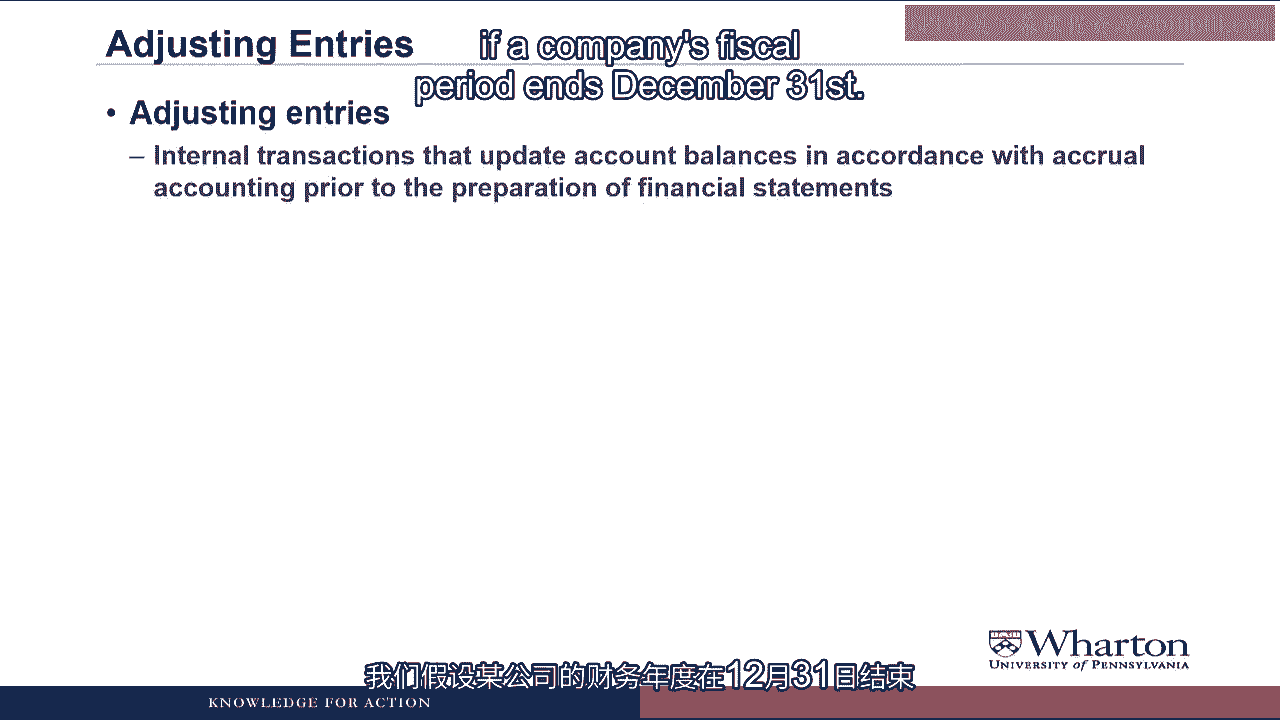 Adjusting Entries
if a company's fiscal
period ends December 31st.
• Adjusting entries
– Internal transactions that update account balances in accordance with accrual
accounting prior to the preparation of financial statements
Wharton
UNIVERSITY of PENNSYLVANIA
我们假设某公司的财务年度在12月31日结束
KNOWLEDGE FOR ACTION